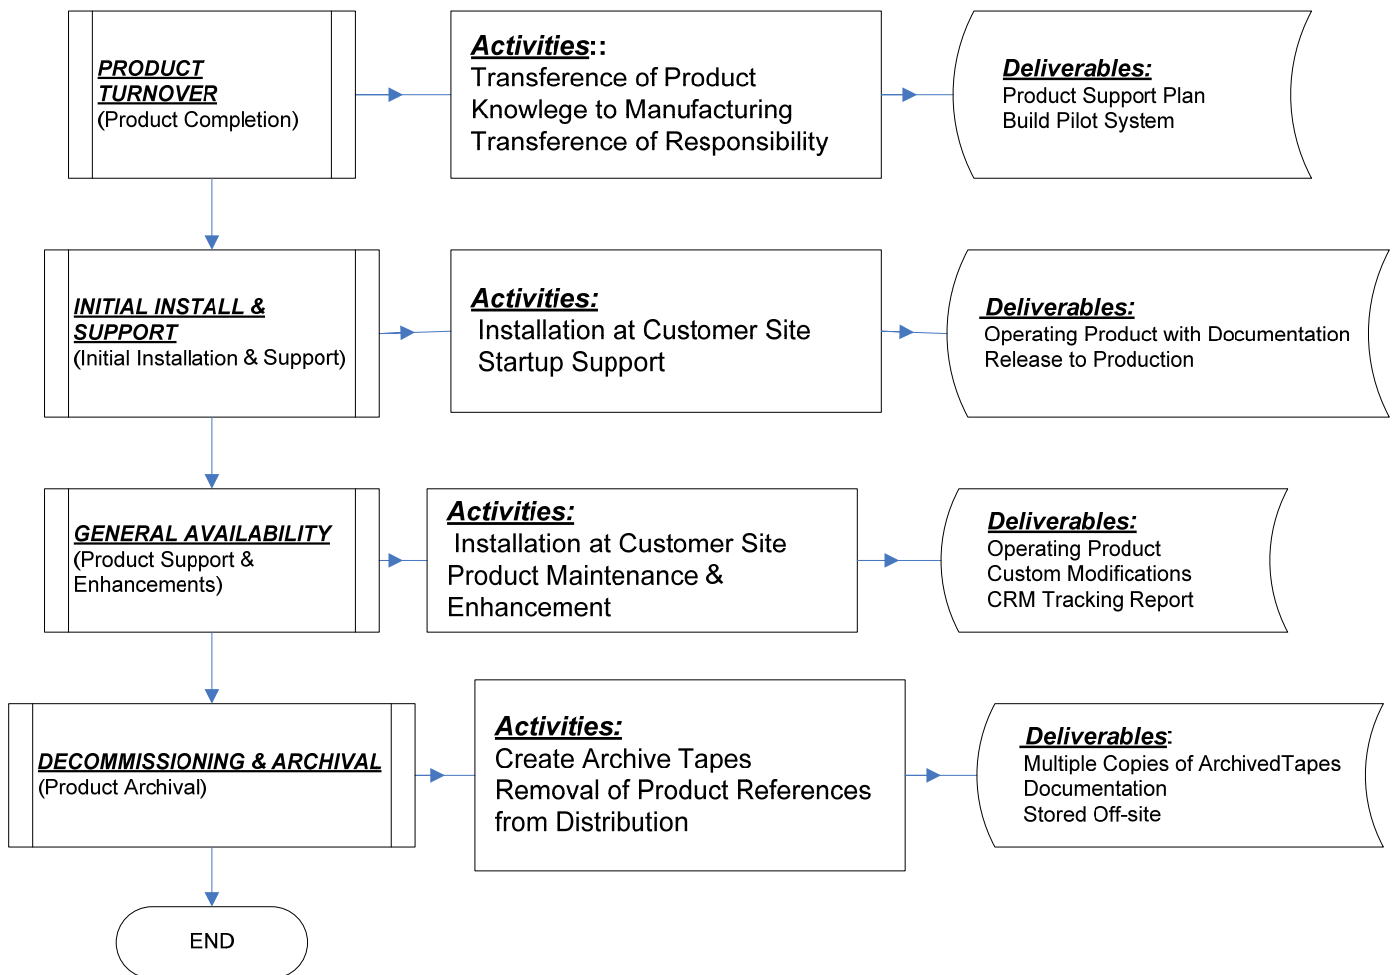 PRODUCT
TURNOVER
(Product Completion)
Activities::
Transference of Product
Knowlege to Manufacturing
Transference of Responsibility
Deliverables:
Product Support Plan
Build Pilot System
INITIAL INSTALL &
SUPPORT
(Initial Installation & Support)
Activities:
Installation at Customer Site
Startup Support
Deliverables:
Operating Product with Documentation
Release to Production
GENERAL AVAILABILITY
(Product Support &
Enhancements)
Activities:
Installation at Customer Site
Product Maintenance &
Enhancement
Deliverables:
Operating Product
Custom Modifications
CRM Tracking Report
DECOMMISSIONING & ARCHIVAL
(Product Archival)
Activities:
Create Archive Tapes
Removal of Product References
from Distribution
Deliverables:
Multiple Copies of ArchivedTapes
Documentation
Stored Off-site
END